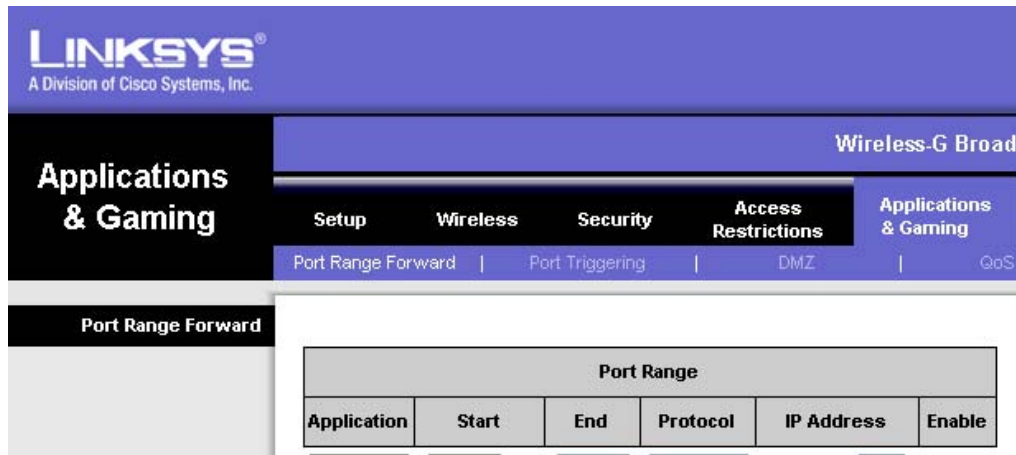 LINKSYS®
A Division of Cisco Systems, Inc.
Wireless-G Broad
Applications
& Gaming
Setup Wireless Security Access Restrictions Applications & Gaming
Port Range Forward | Port Triggering | DMZ | QoS
Port Range Forward
Port Range
Application Start End Protocol IP Address Enable